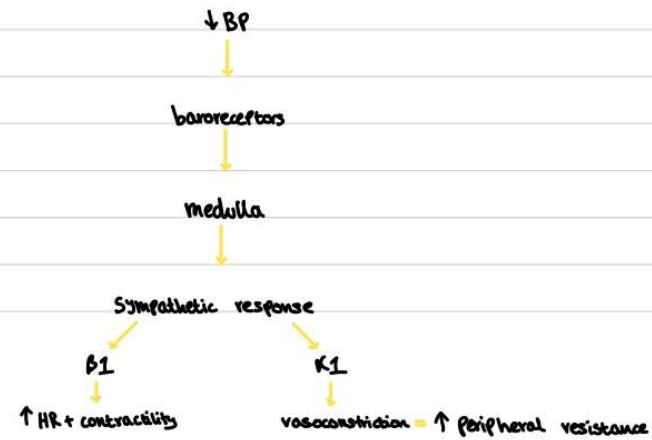 ↓ BP
baroreceptors
medulla
Sympathetic response
β1 α1
↑ HR + contractility vasoconstriction = ↑ peripheral resistance